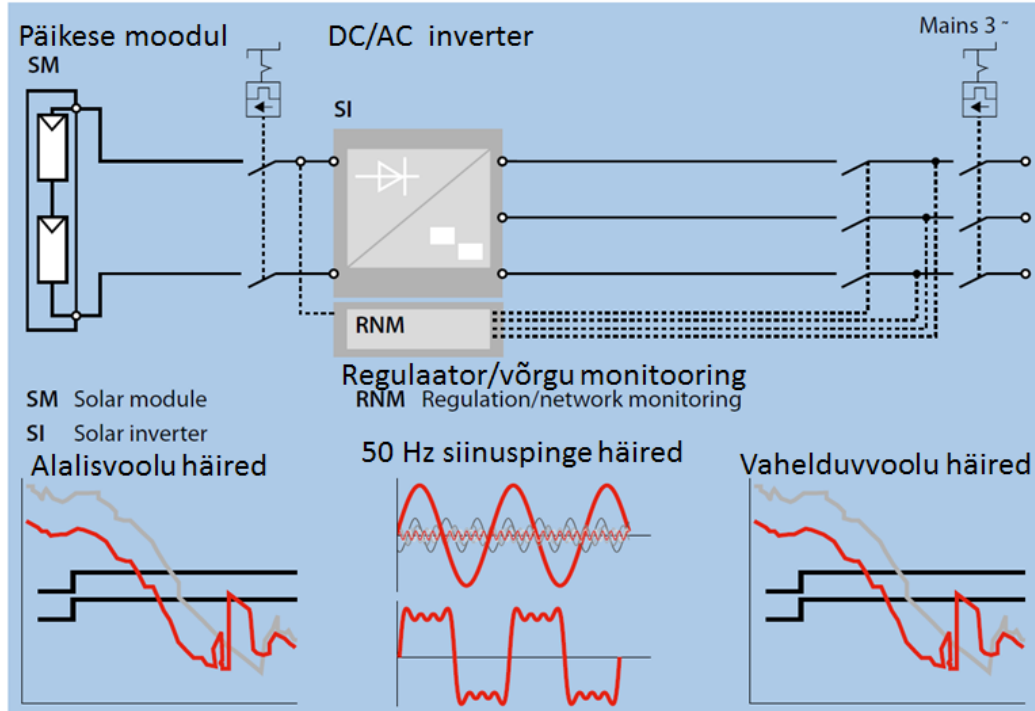 Päikese moodul
DC/AC inverter
Mains 3 ~
SM
SI
RNM
Regulaator/võrgu monitooring
SM Solar module
RNM Regulation/network monitoring
SI Solar inverter
Alalisvoolu häired
50 Hz siinuspinge häired
Vahelduvvoolu häired